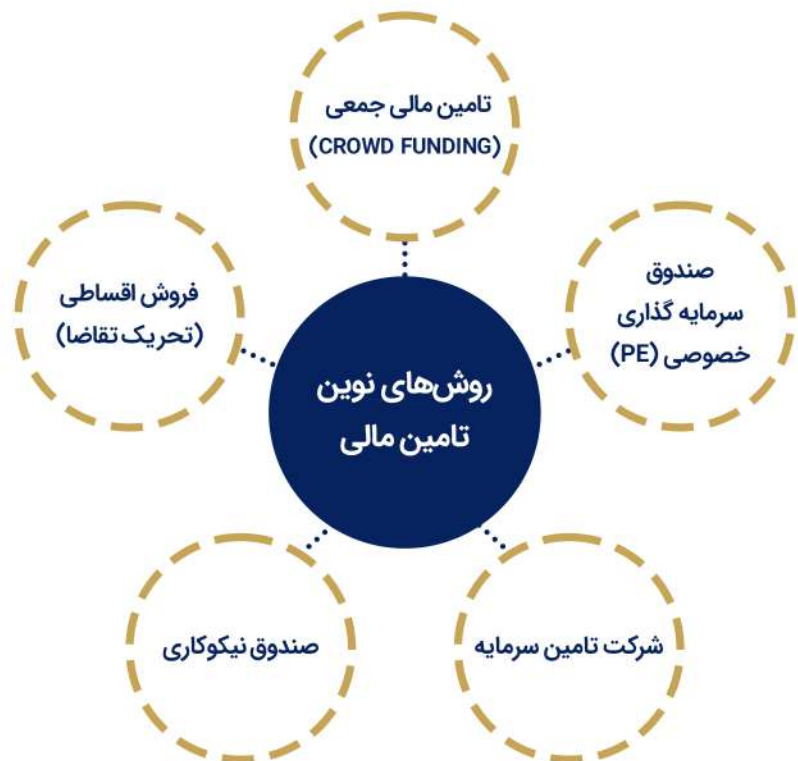 تامین مالی جمعی
(CROWD FUNDING)
صندوق
سرمایه گذاری
خصوصی (PE)
فروش اقساطی
(تحریک تقاضا)
روش‌های نوین
تامین مالی
شرکت تامین سرمایه
صندوق نیکوکاری